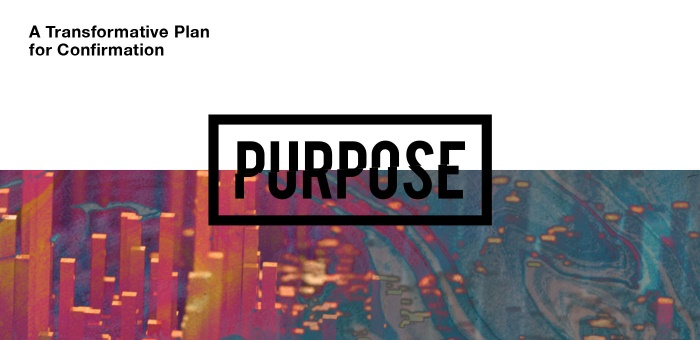 A Transformative Plan
for Confirmation
PURPOSE